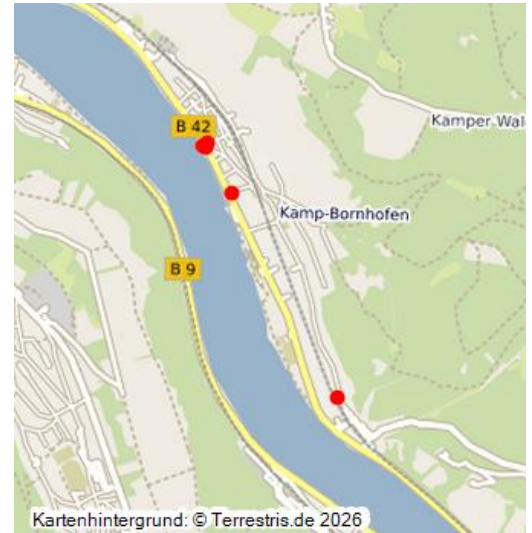 B 42
Kamper Wal
Kamp-Bornhofen
B 9
Kartenhintergrund: © Terrestris.de 2026